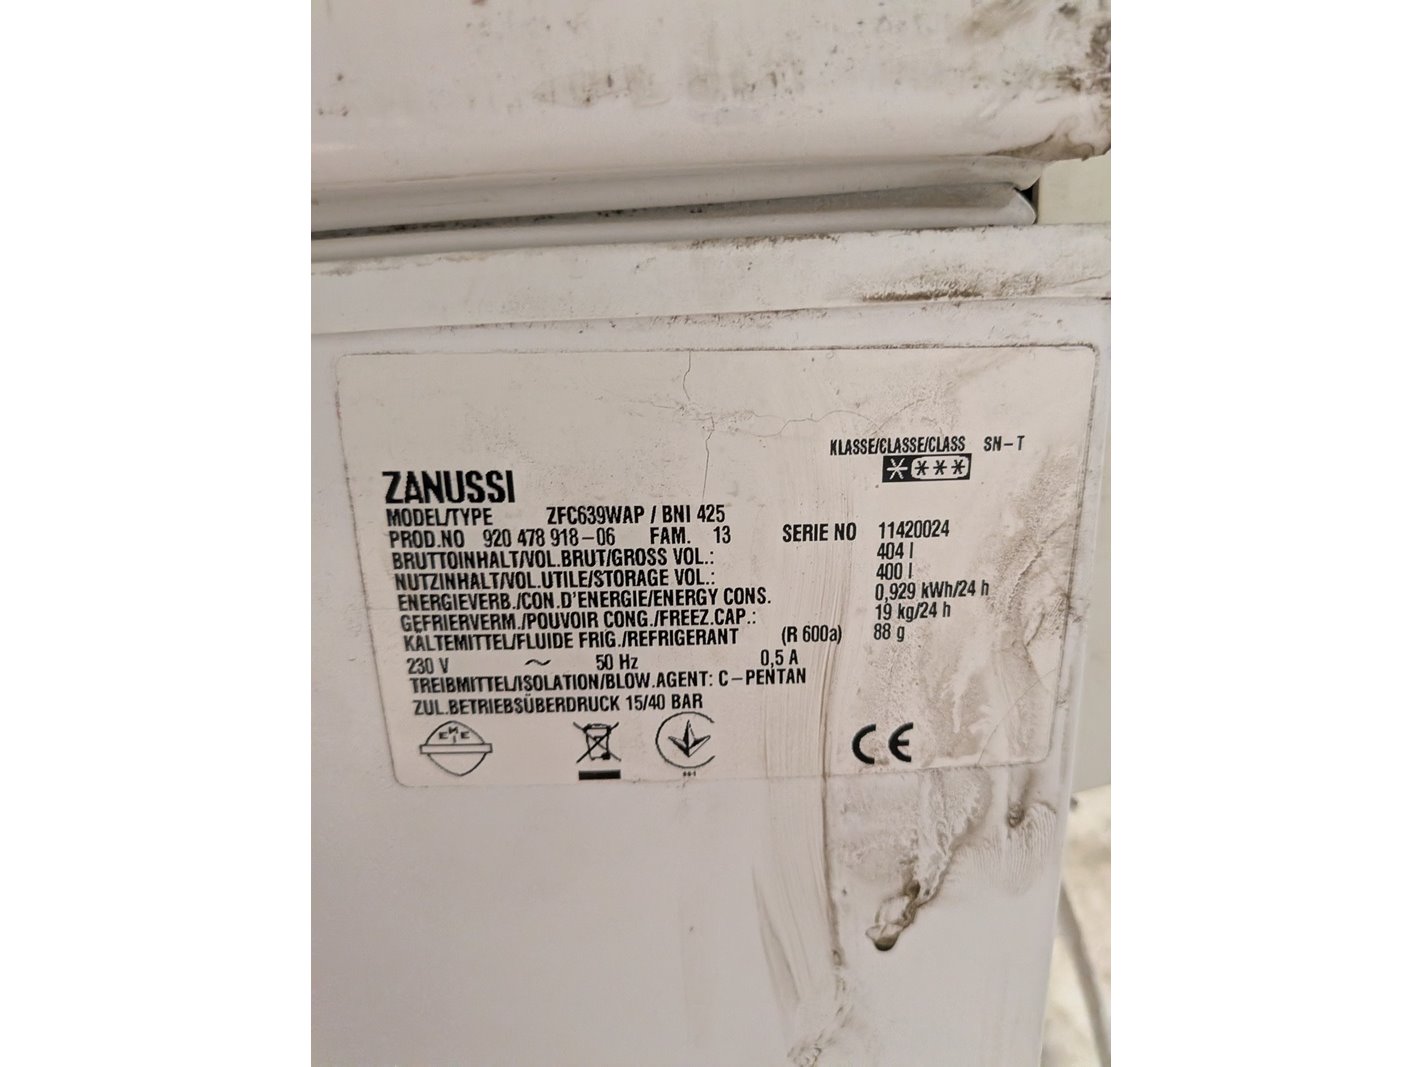 KLASSE/CLASSE/CLASS SN-T
ZANUSSI
MODEL/TYPE ZFC639WAP / BNI 425
PROD.NO 920 478 918-06 FAM. 13 SERIE NO 11420024
BRUTTOINHALT/VOL.BRUT/GROSS VOL.: 404 l
NUTZINHALT/VOL.UTILE/STORAGE VOL.: 400 l
ENERGIEVERB./CON.D'ENERGIE/ENERGY CONS. 0,929 kWh/24 h
GEFRIERVERM./POUVOIR CONG./FREEZ.CAP.: 19 kg/24 h
KÄLTEMITTEL/FLUIDE FRIG./REFRIGERANT (R 600a) 88 g
230 V ~ 50 Hz 0,5 A
TREIBMITTEL/ISOLATION/BLOW.AGENT: C-PENTAN
ZUL.BETRIEBSÜBERDRUCK 15/40 BAR
CE